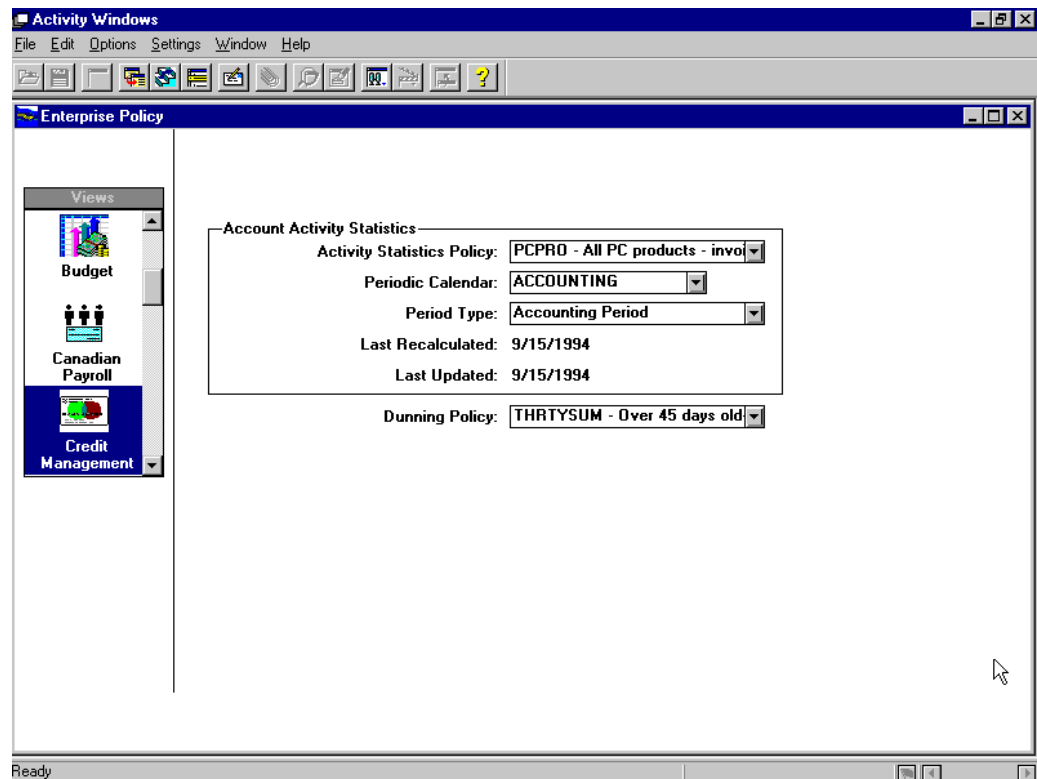 Activity Windows
File Edit Options Settings Window Help
Enterprise Policy
Views
Budget
Canadian
Payroll
Credit
Management
Account Activity Statistics
Activity Statistics Policy: PCPRO - All PC products - invoi
Periodic Calendar: ACCOUNTING
Period Type: Accounting Period
Last Recalculated: 9/15/1994
Last Updated: 9/15/1994
Dunning Policy: THRTYSUM - Over 45 days old-
Ready